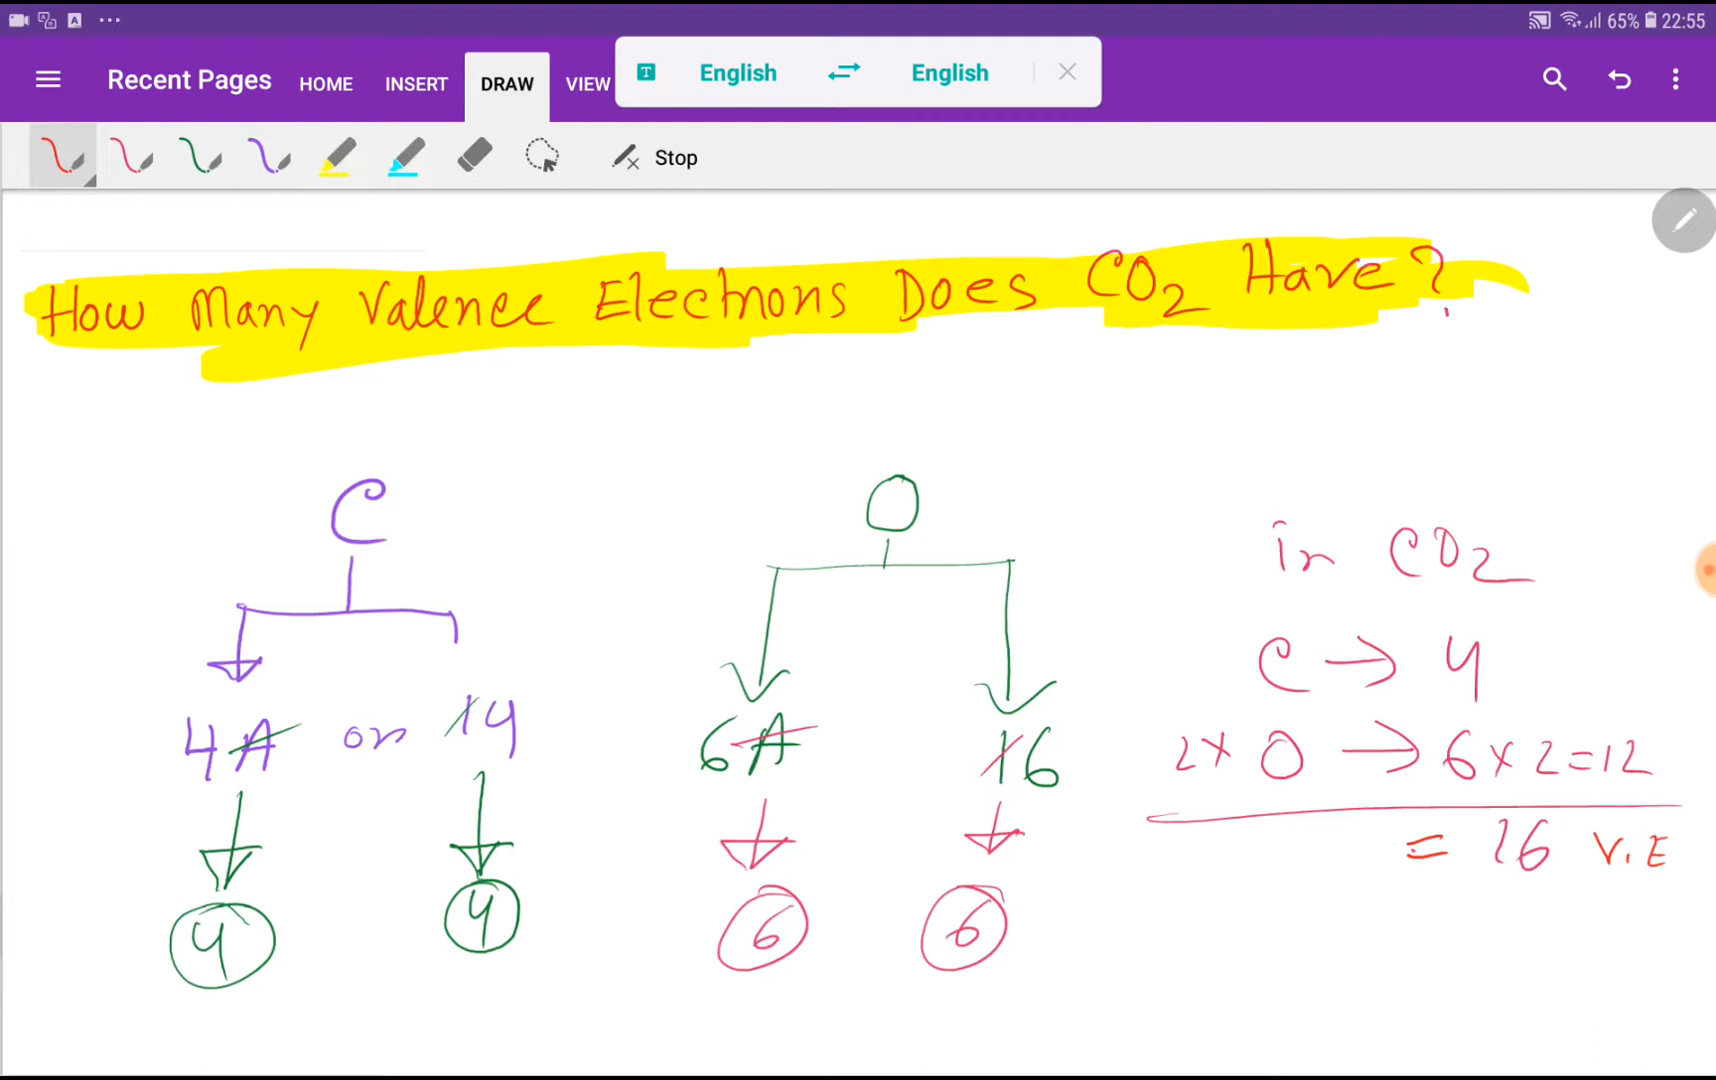 65% 22:55
Recent Pages HOME INSERT DRAW VIEW
English English
Stop
How Many Valence Electrons Does CO2 Have?
C
O
in CO2
4A or 14
6A 16
C → 4
2 x O → 6 x 2 = 12
= 16 V.E
4 4
6 6